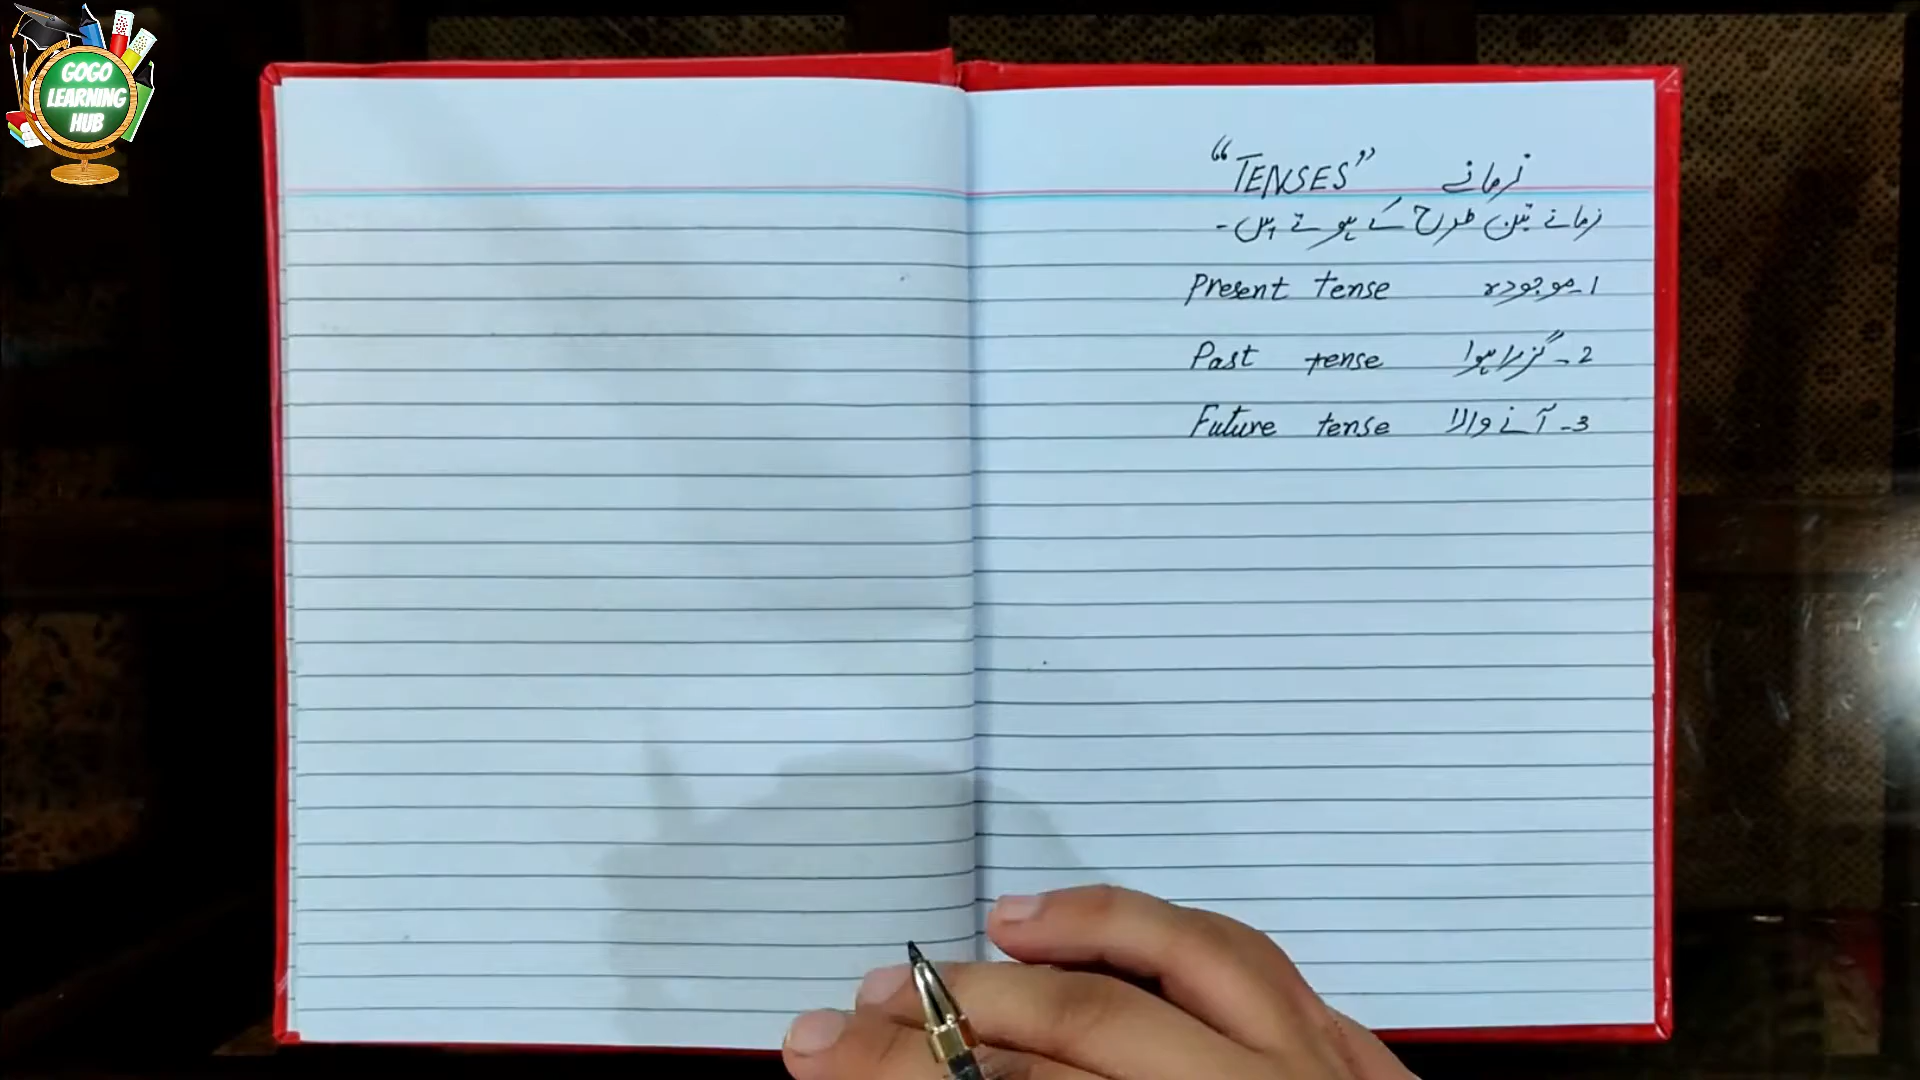 GOGO
LEARNING
HUB
"TENSES" زمانے
زمانے تین طرح کے ہوتے ہیں۔
Present tense ۱۔موجودہ
Past tense 2۔گزرا ہوا
Future tense 3۔ آنے والا